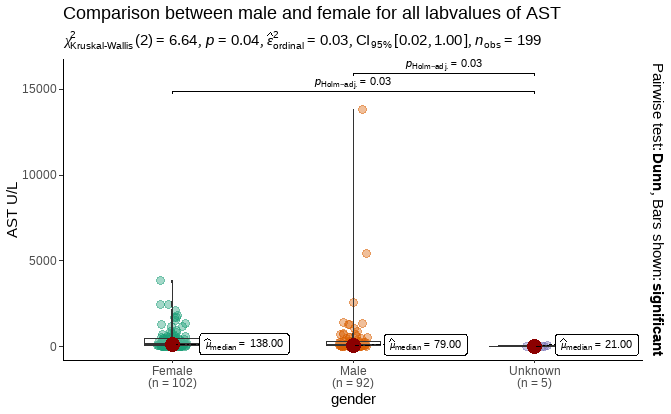 Comparison between male and female for all labvalues of AST
χ²Kruskal-Wallis (2) = 6.64, p = 0.04, ε̂²ordinal = 0.03, CI95% [0.02, 1.00], nobs = 199
pHolm−adj. = 0.03
pHolm−adj. = 0.03
15000
10000
5000
0
AST U/L
μ̂median = 138.00
μ̂median = 79.00
μ̂median = 21.00
Female
(n = 102)
Male
(n = 92)
Unknown
(n = 5)
gender
Pairwise test: Dunn, Bars shown: significant